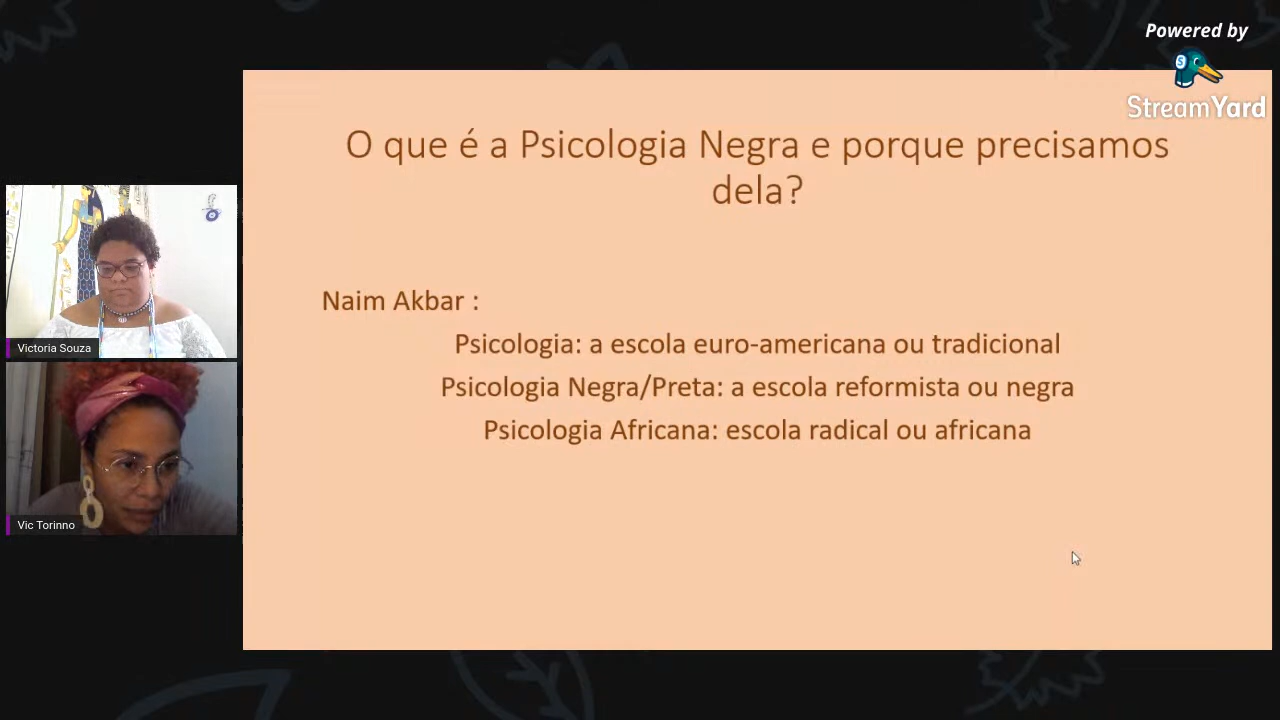 Powered by
StreamYard
O que é a Psicologia Negra e porque precisamos
dela?
Naim Akbar :
Psicologia: a escola euro-americana ou tradicional
Psicologia Negra/Preta: a escola reformista ou negra
Psicologia Africana: escola radical ou africana
Victoria Souza
Vic Torinno